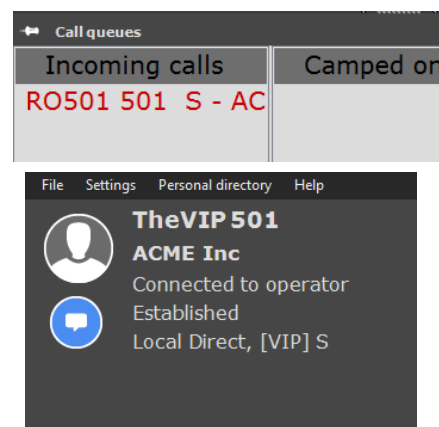 Call queues
Incoming calls Camped on
RO501 501 S - AC
File Settings Personal directory Help
TheVIP 501
ACME Inc
Connected to operator
Established
Local Direct, [VIP] S